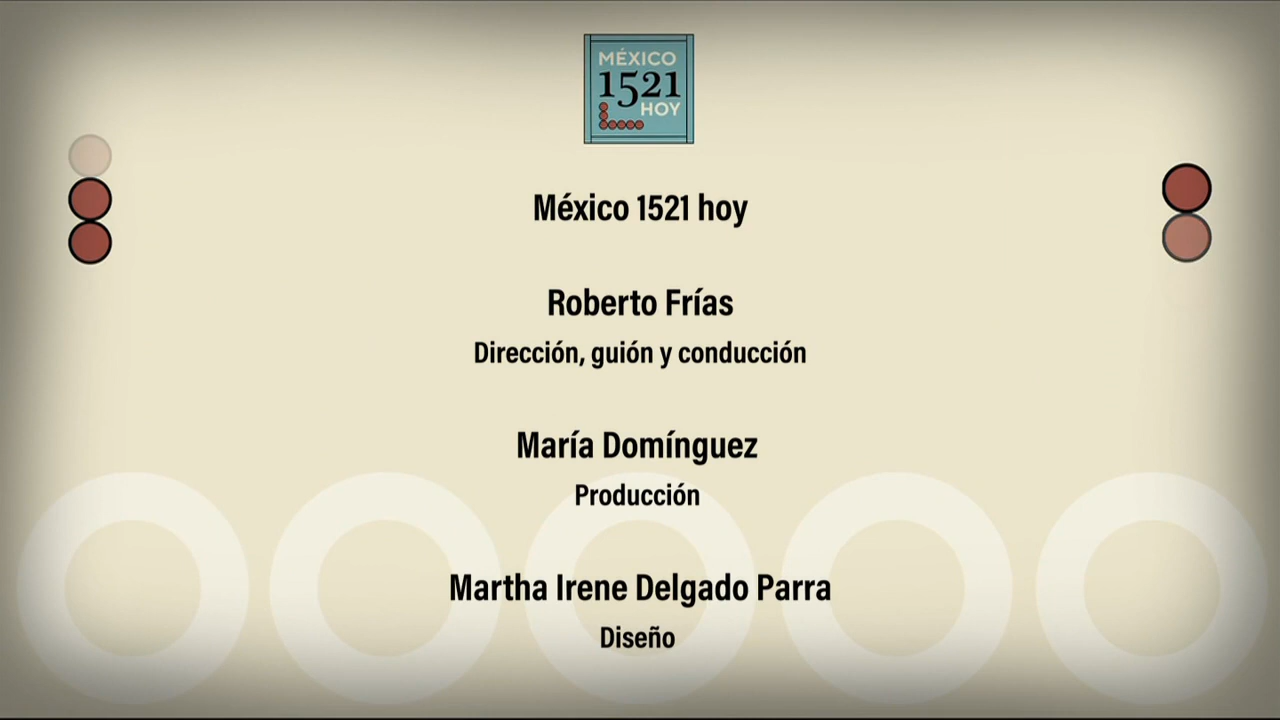 MÉXICO
1521
HOY
México 1521 hoy
Roberto Frías
Dirección, guión y conducción
María Domínguez
Producción
Martha Irene Delgado Parra
Diseño